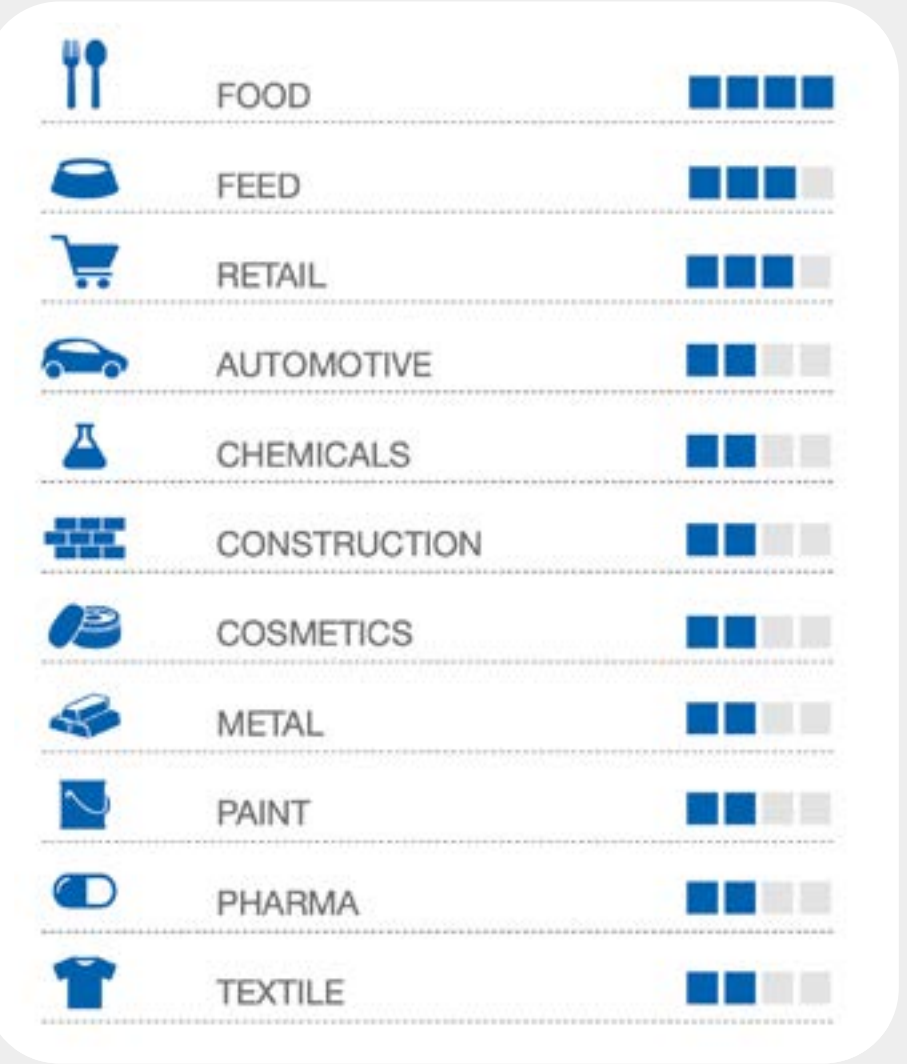 FOOD
FEED
RETAIL
AUTOMOTIVE
CHEMICALS
CONSTRUCTION
COSMETICS
METAL
PAINT
PHARMA
TEXTILE